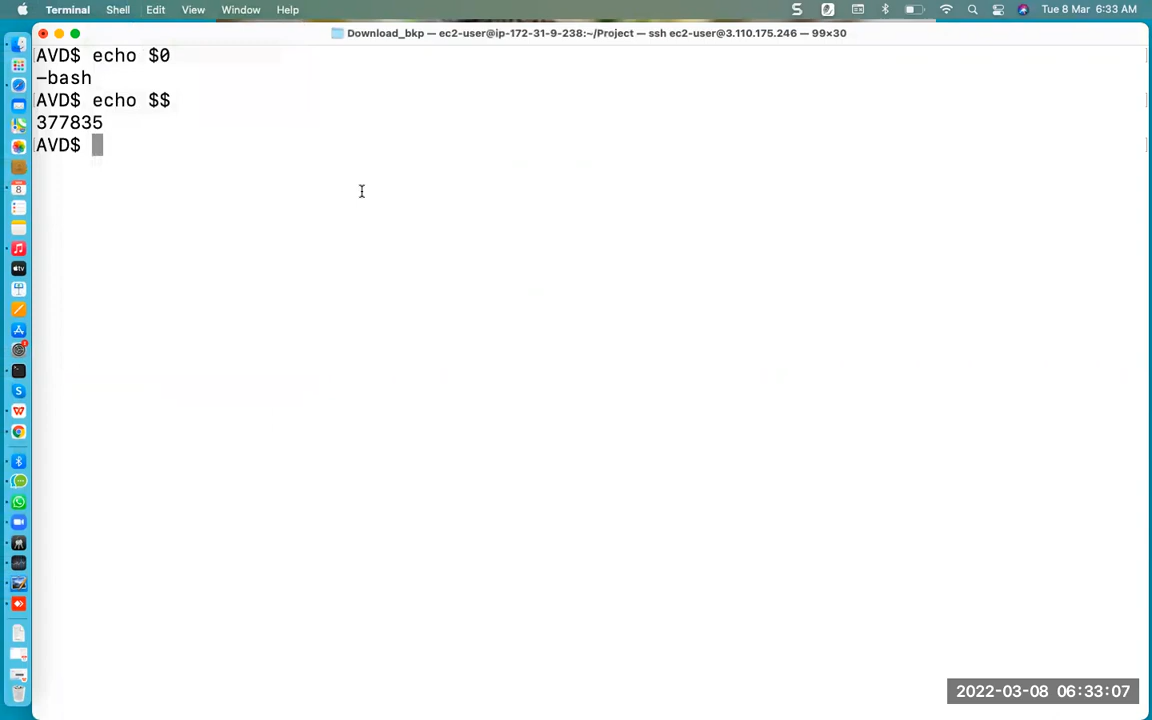 Terminal Shell Edit View Window Help Tue 8 Mar 6:33 AM
Download_bkp — ec2-user@ip-172-31-9-238:~/Project — ssh ec2-user@3.110.175.246 — 99×30
AVD$ echo $0
-bash
AVD$ echo $$
377835
AVD$
2022-03-08 06:33:07